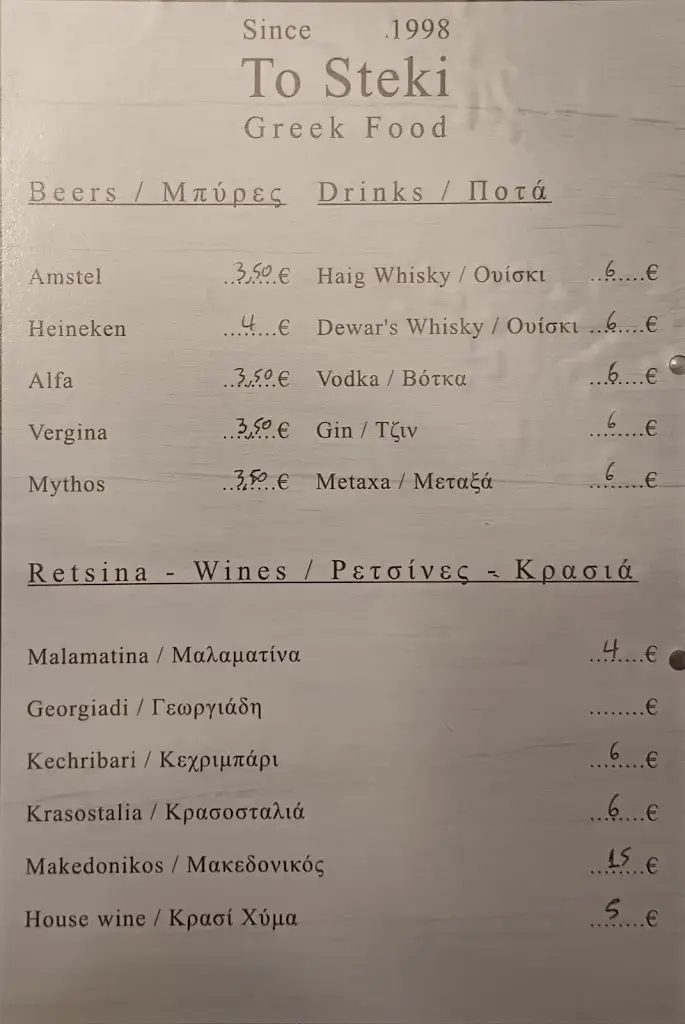 Since 1998
To Steki
Greek Food
Beers / Μπύρες
Amstel ..3,50.€
Heineken ...4...€
Alfa ..3,50.€
Vergina ..3,50.€
Mythos ..3,50.€
Drinks / Ποτά
Haig Whisky / Ουίσκι ..6.....€
Dewar's Whisky / Ουίσκι ..6....€
Vodka / Βότκα ...6....€
Gin / Τζιν ...6.....€
Metaxa / Μεταξά ...6.....€
Retsina - Wines / Ρετσίνες - Κρασιά
Malamatina / Μαλαματίνα ...4....€
Georgiadi / Γεωργιάδη ........€
Kechribari / Κεχριμπάρι ...6.....€
Krasostalia / Κρασοσταλιά ...6....€
Makedonikos / Μακεδονικός ...15...€
House wine / Κρασί Χύμα ...5.....€